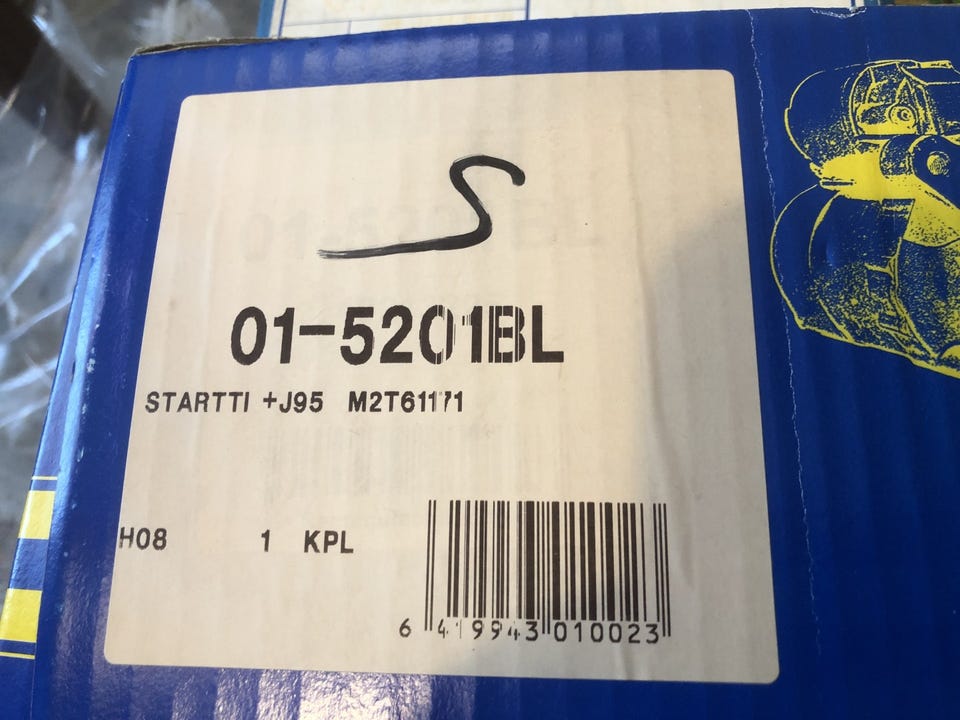 S
01-5201BL
STARTTI +J95 M2T61171
H08 1 KPL
6 419943 010023